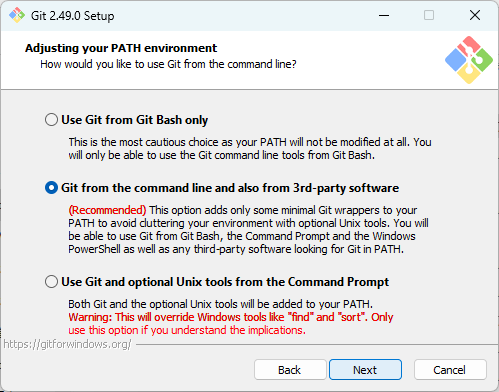 Git 2.49.0 Setup
Adjusting your PATH environment
How would you like to use Git from the command line?
Use Git from Git Bash only
This is the most cautious choice as your PATH will not be modified at all. You
will only be able to use the Git command line tools from Git Bash.
Git from the command line and also from 3rd-party software
(Recommended) This option adds only some minimal Git wrappers to your
PATH to avoid cluttering your environment with optional Unix tools. You will
be able to use Git from Git Bash, the Command Prompt and the Windows
PowerShell as well as any third-party software looking for Git in PATH.
Use Git and optional Unix tools from the Command Prompt
Both Git and the optional Unix tools will be added to your PATH.
Warning: This will override Windows tools like "find" and "sort". Only
use this option if you understand the implications.
https://gitforwindows.org/
Back Next Cancel